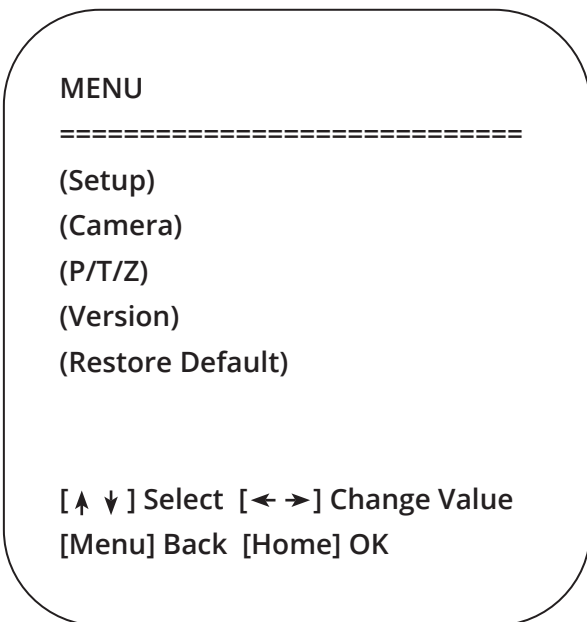 MENU
=============================
(Setup)
(Camera)
(P/T/Z)
(Version)
(Restore Default)
[↑ ↓] Select [← →] Change Value
[Menu] Back [Home] OK